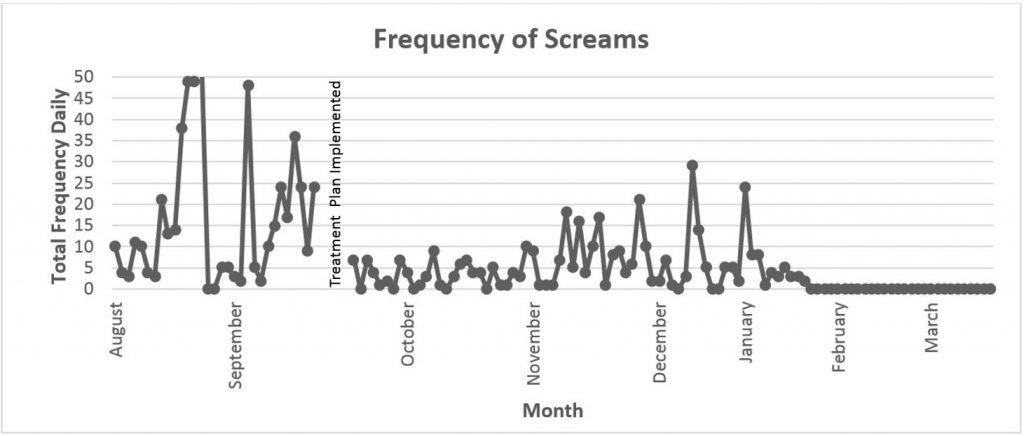 Frequency of Screams
Total Frequency Daily
50
45
40
35
30
25
20
15
10
5
0
Treatment Plan Implemented
August
September
October
November
December
January
February
March
Month